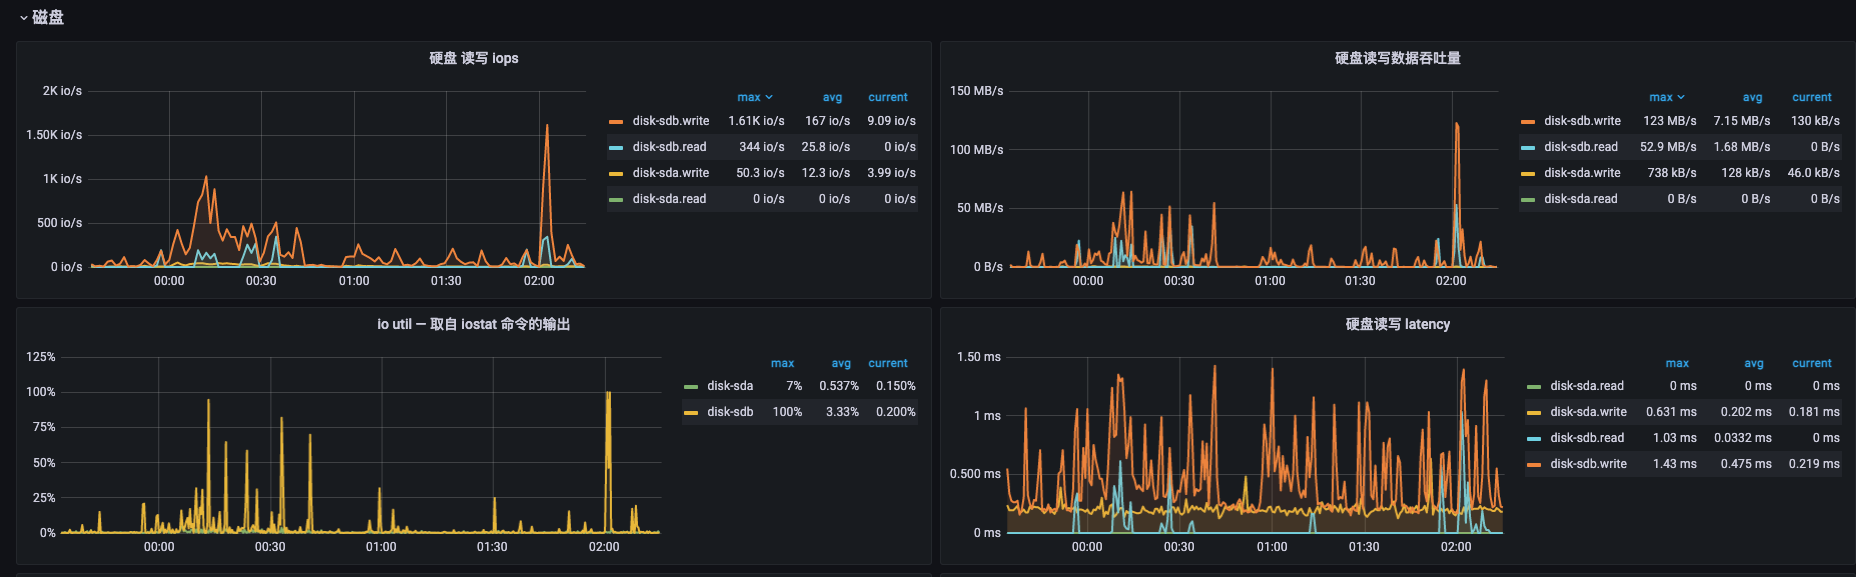 磁盘
硬盘 读写 iops
2K io/s
1.50K io/s
1K io/s
500 io/s
0 io/s
00:00 00:30 01:00 01:30 02:00
max avg current
disk-sdb.write 1.61K io/s 167 io/s 9.09 io/s
disk-sdb.read 344 io/s 25.8 io/s 0 io/s
disk-sda.write 50.3 io/s 12.3 io/s 3.99 io/s
disk-sda.read 0 io/s 0 io/s 0 io/s
硬盘读写数据吞吐量
150 MB/s
100 MB/s
50 MB/s
0 B/s
00:00 00:30 01:00 01:30 02:00
max avg current
disk-sdb.write 123 MB/s 7.15 MB/s 130 kB/s
disk-sdb.read 52.9 MB/s 1.68 MB/s 0 B/s
disk-sda.write 738 kB/s 128 kB/s 46.0 kB/s
disk-sda.read 0 B/s 0 B/s 0 B/s
io util — 取自 iostat 命令的输出
125%
100%
75%
50%
25%
0%
00:00 00:30 01:00 01:30 02:00
max avg current
disk-sda 7% 0.537% 0.150%
disk-sdb 100% 3.33% 0.200%
硬盘读写 latency
1.50 ms
1 ms
0.500 ms
0 ms
00:00 00:30 01:00 01:30 02:00
max avg current
disk-sda.read 0 ms 0 ms 0 ms
disk-sda.write 0.631 ms 0.202 ms 0.181 ms
disk-sdb.read 1.03 ms 0.0332 ms 0 ms
disk-sdb.write 1.43 ms 0.475 ms 0.219 ms